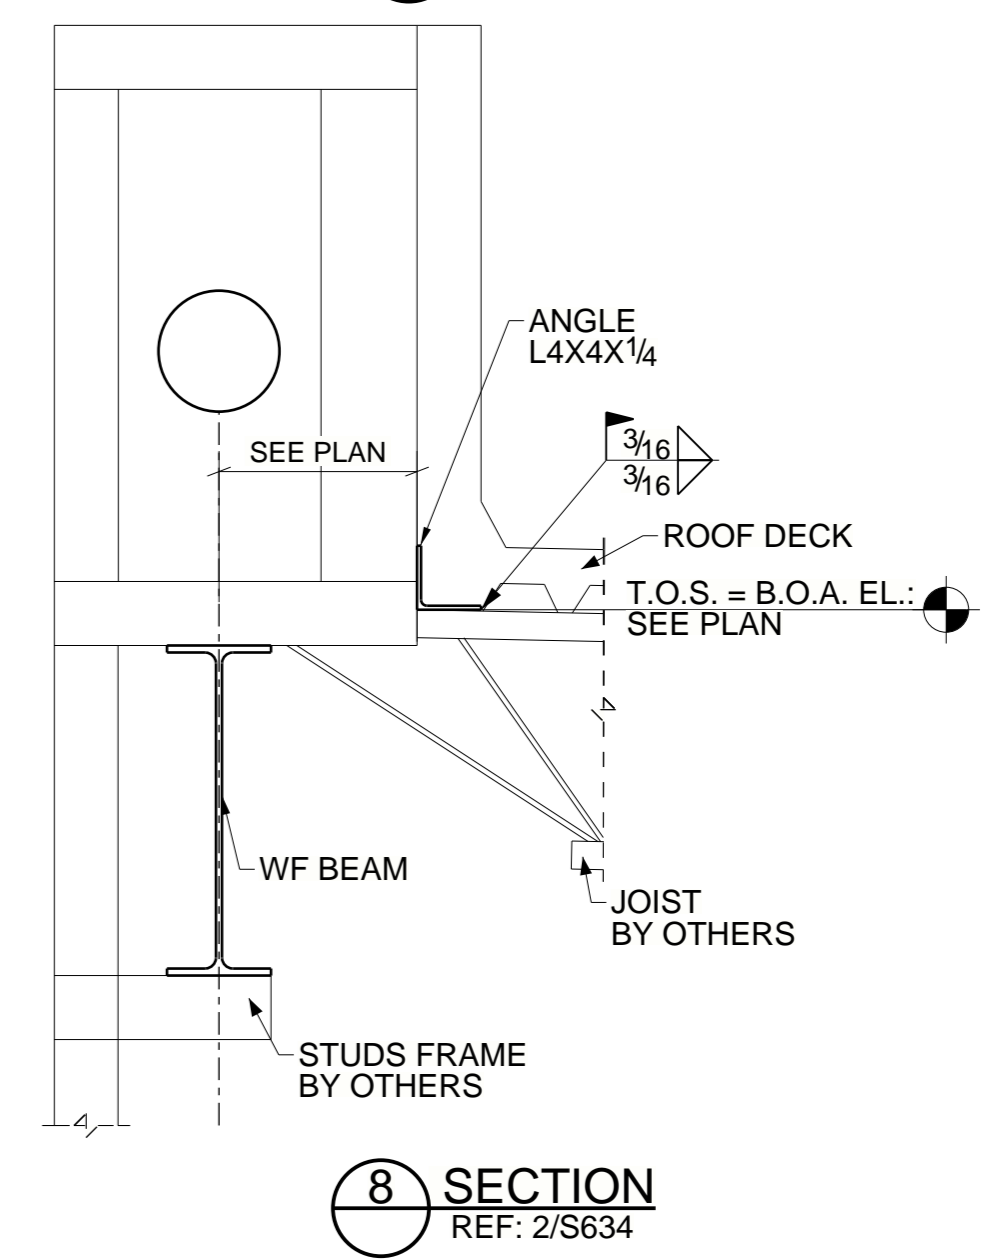 ANGLE
L4X4X1/4
SEE PLAN
3/16
3/16
ROOF DECK
T.O.S. = B.O.A. EL.:
SEE PLAN
WF BEAM
JOIST
BY OTHERS
STUDS FRAME
BY OTHERS
8 SECTION
REF: 2/S634